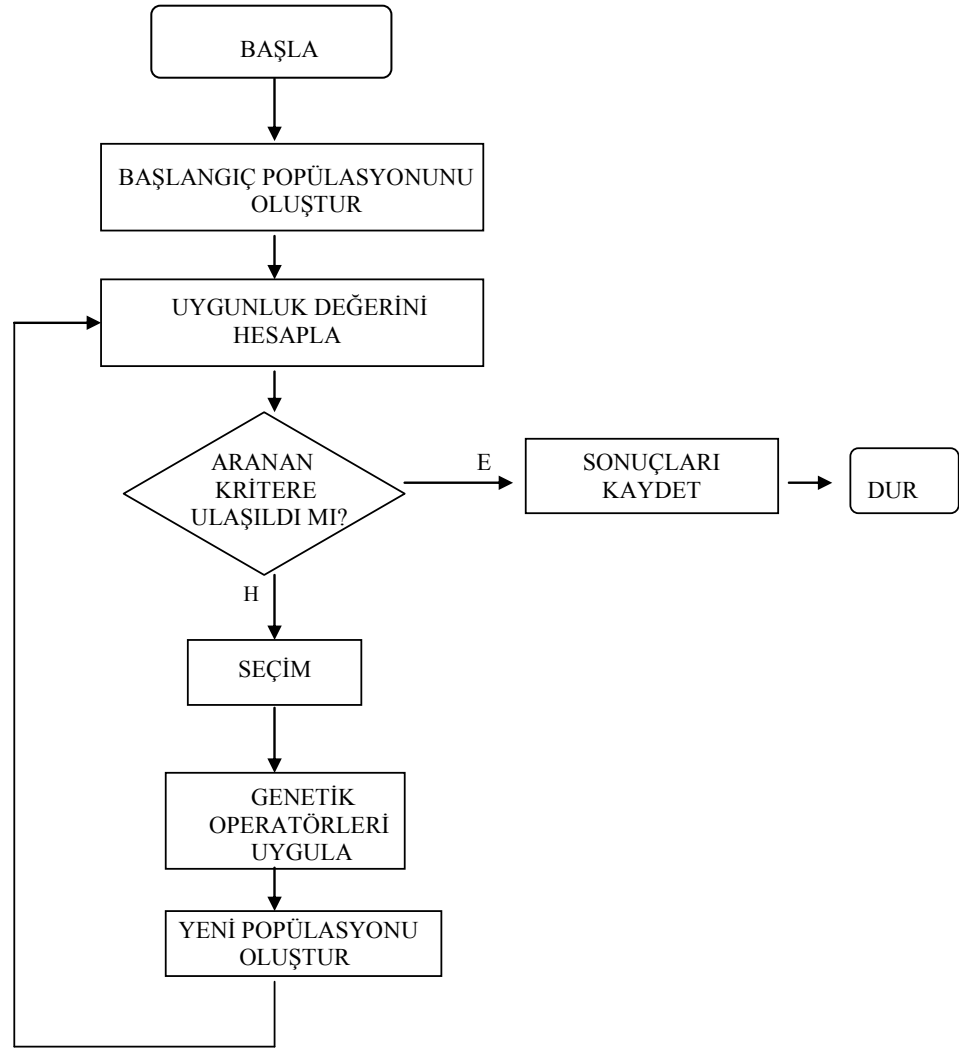 BAŞLA
BAŞLANGIÇ POPÜLASYONUNU
OLUŞTUR
UYGUNLUK DEĞERİNİ
HESAPLA
ARANAN
KRİTERE
ULAŞILDI MI?
E
SONUÇLARI
KAYDET
DUR
H
SEÇİM
GENETİK
OPERATÖRLERİ
UYGULA
YENİ POPÜLASYONU
OLUŞTUR